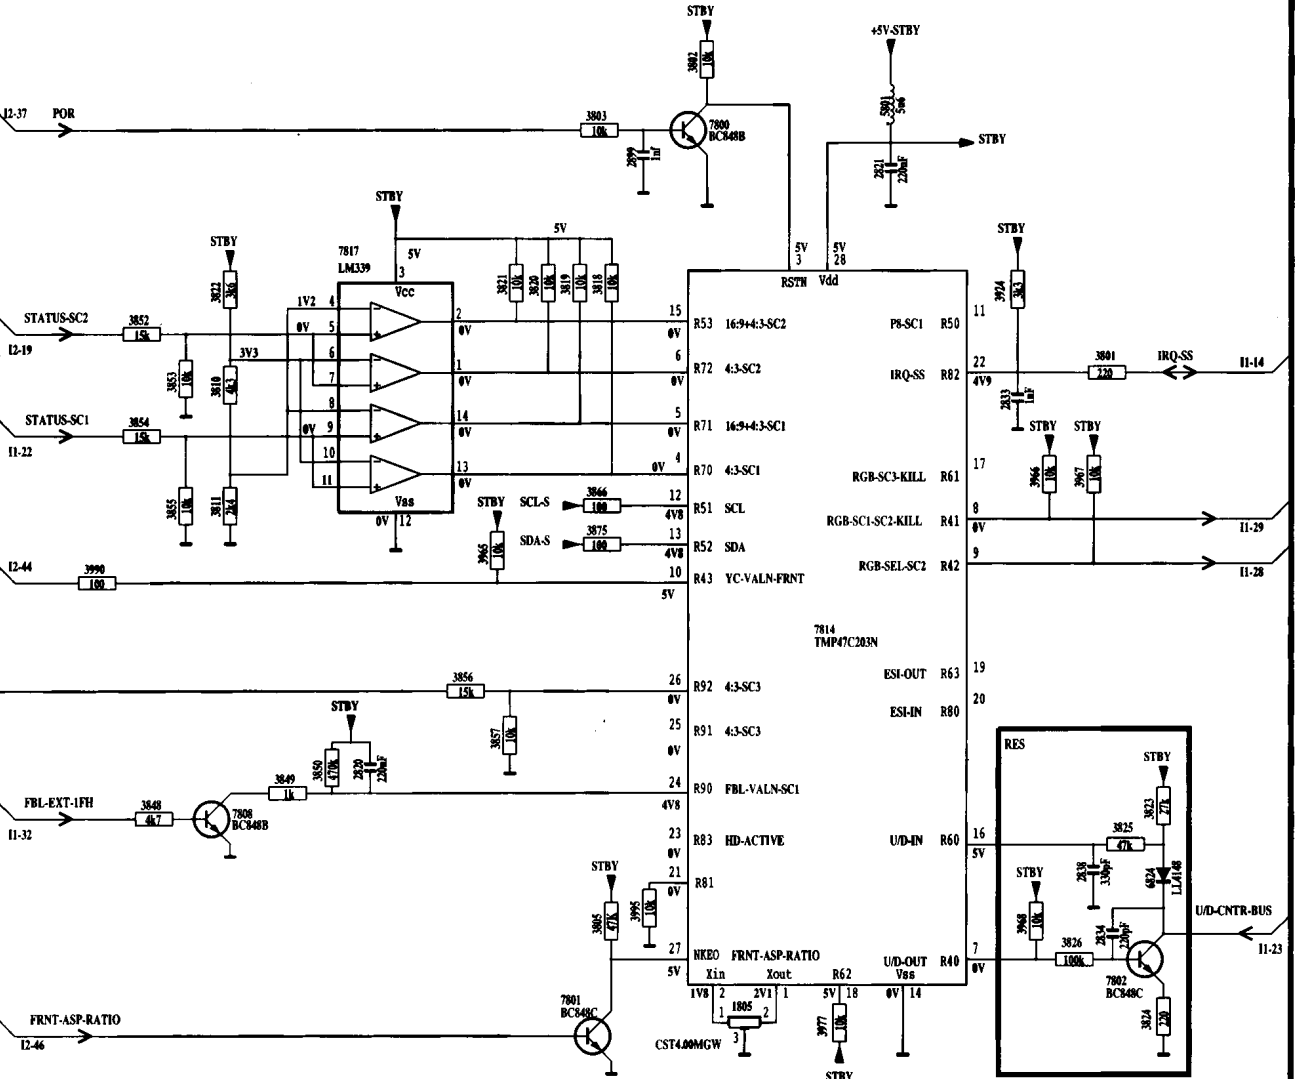 STBY
3802
10k
+5V-STBY
5801
5u6
I2-37
POR
3803
10k
7800
BC848B
2899
1nf
STBY
2821
220nF
STBY
5V
5V
5V
5V
3
28
STBY
7817
LM339
3
Vcc
3821
10k
3820
10k
3819
10k
3818
10k
RSTN
Vdd
STBY
3924
3k3
STBY
3822
3k6
1V2
4
2
0V
15
0V
R53
16:9+4:3-SC2
P8-SC1
R50
11
STATUS-SC2
3852
15k
0V
5
I2-19
3V3
6
1
0V
6
0V
R72
4:3-SC2
IRQ-SS
R82
22
4V9
3801
220
IRQ-SS
I1-14
3853
10k
3810
4k3
7
2833
1nF
8
14
0V
5
0V
R71
16:9+4:3-SC1
STATUS-SC1
3854
15k
0V
9
STBY
STBY
I1-22
10
13
0V
0V
4
R70
4:3-SC1
RGB-SC3-KILL
R61
17
3966
10k
3967
10k
11
3855
10k
3811
2k4
Vss
0V
12
STBY
SCL-S
3866
100
12
4V8
R51
SCL
RGB-SC1-SC2-KILL
R41
8
0V
I1-29
3965
10k
SDA-S
3875
100
13
4V8
R52
SDA
RGB-SEL-SC2
R42
9
I1-28
I2-44
3990
100
10
5V
R43
YC-VALN-FRNT
7814
TMP47C203N
3856
15k
26
0V
R92
4:3-SC3
ESI-OUT
R63
19
3857
10k
25
0V
R91
4:3-SC3
ESI-IN
R80
20
STBY
3850
470k
2820
220nF
RES
STBY
FBL-EXT-1FH
3848
4k7
7808
BC848B
3849
1k
24
4V8
R90
FBL-VALN-SC1
3823
27k
I1-32
23
0V
R83
HD-ACTIVE
U/D-IN
R60
16
5V
3825
47k
2838
330pF
6824
LL4148
STBY
21
0V
R81
STBY
3805
47K
3995
10k
3968
10k
2834
220pF
U/D-CNTR-BUS
I1-23
27
5V
NKEO
FRNT-ASP-RATIO
U/D-OUT
R40
7
0V
3826
100k
7802
BC848C
Xin
Xout
R62
Vss
1V8
2
2V1
1
5V
18
0V
14
7801
BC848C
1805
1
2
3
3977
10k
3824
220
FRNT-ASP-RATIO
I2-46
CST4.00MGW
STBY